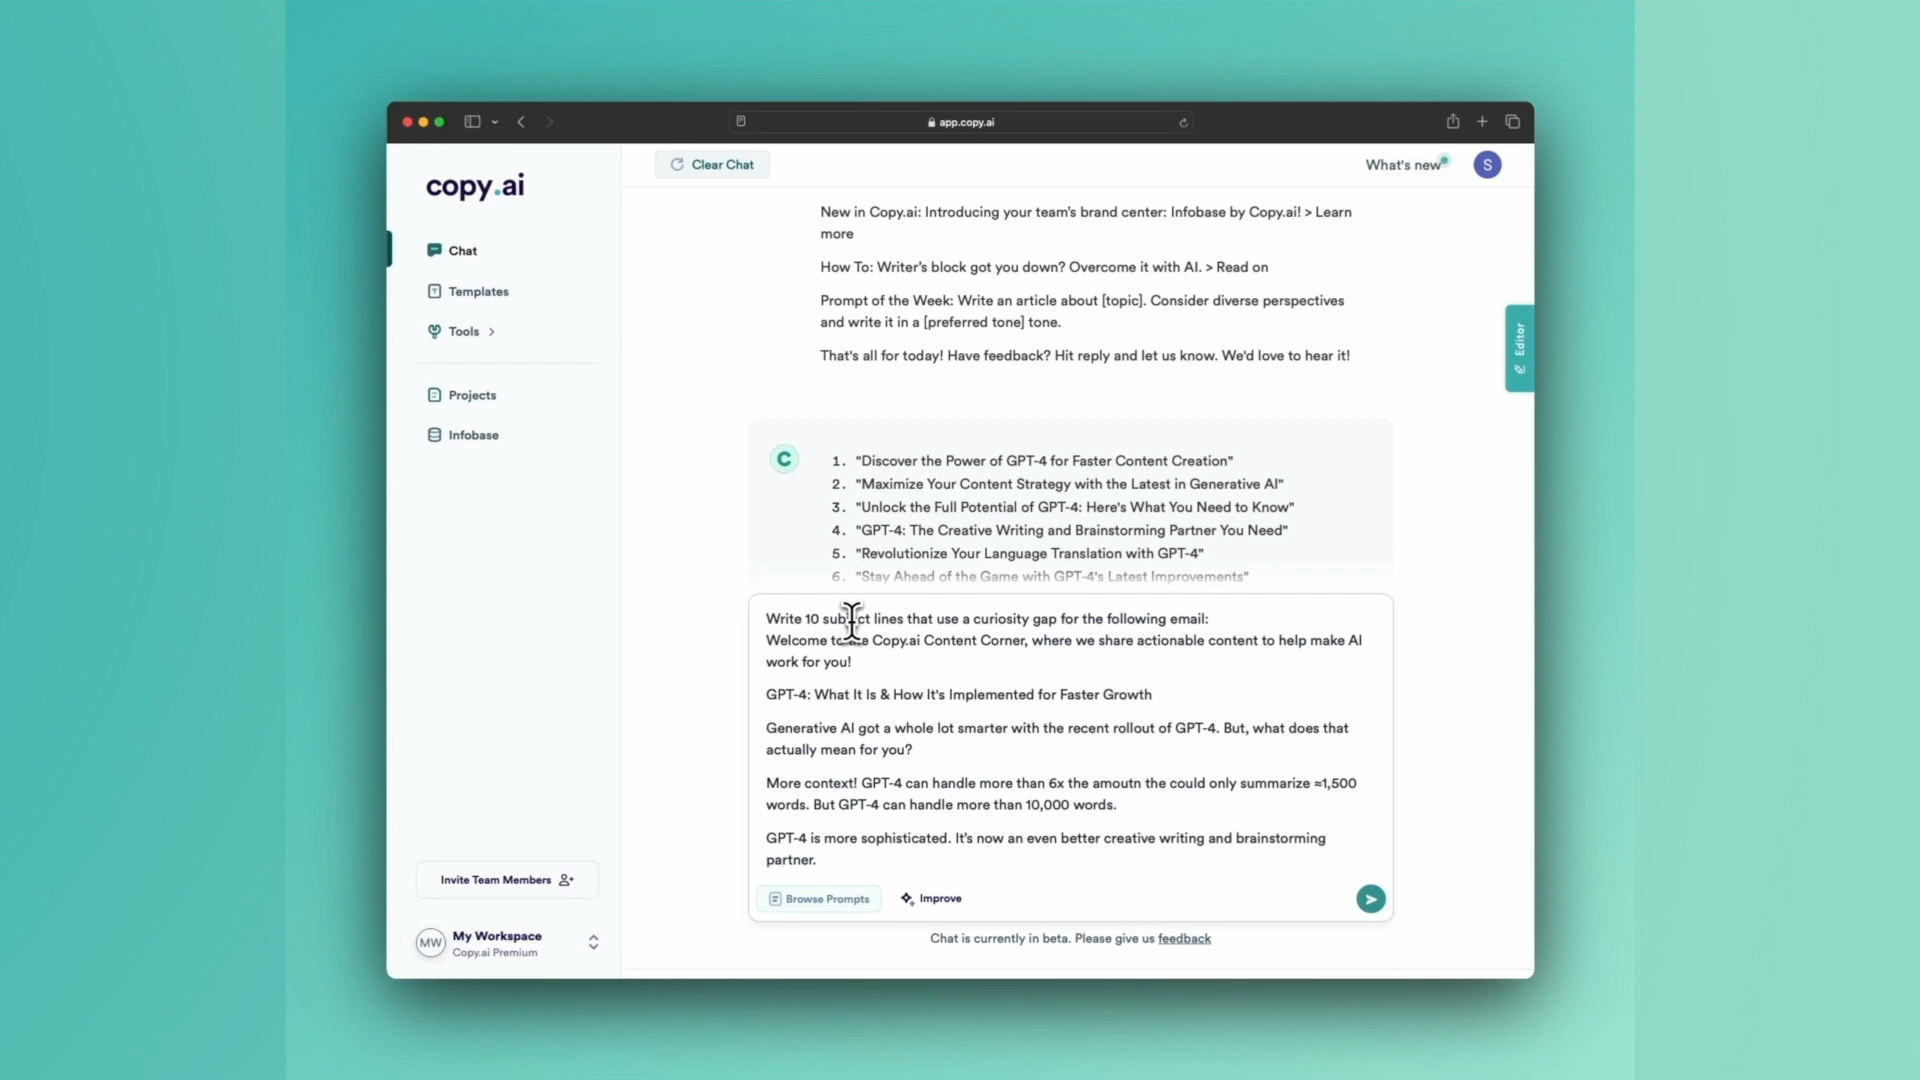 app.copy.ai
copy.ai
Clear Chat
What's new
S
Chat
Templates
Tools
Projects
Infobase
New in Copy.ai: Introducing your team's brand center: Infobase by Copy.ai! > Learn
more
How To: Writer's block got you down? Overcome it with AI. > Read on
Prompt of the Week: Write an article about [topic]. Consider diverse perspectives
and write it in a [preferred tone] tone.
That's all for today! Have feedback? Hit reply and let us know. We'd love to hear it!
Editor
C
1. "Discover the Power of GPT-4 for Faster Content Creation"
2. "Maximize Your Content Strategy with the Latest in Generative AI"
3. "Unlock the Full Potential of GPT-4: Here's What You Need to Know"
4. "GPT-4: The Creative Writing and Brainstorming Partner You Need"
5. "Revolutionize Your Language Translation with GPT-4"
6. "Stay Ahead of the Game with GPT-4's Latest Improvements"
Write 10 subject lines that use a curiosity gap for the following email:
Welcome to the Copy.ai Content Corner, where we share actionable content to help make AI
work for you!
GPT-4: What It Is & How It's Implemented for Faster Growth
Generative AI got a whole lot smarter with the recent rollout of GPT-4. But, what does that
actually mean for you?
More context! GPT-4 can handle more than 6x the amoutn the could only summarize ≈1,500
words. But GPT-4 can handle more than 10,000 words.
GPT-4 is more sophisticated. It's now an even better creative writing and brainstorming
partner.
Browse Prompts
Improve
Chat is currently in beta. Please give us feedback
Invite Team Members
MW
My Workspace
Copy.ai Premium